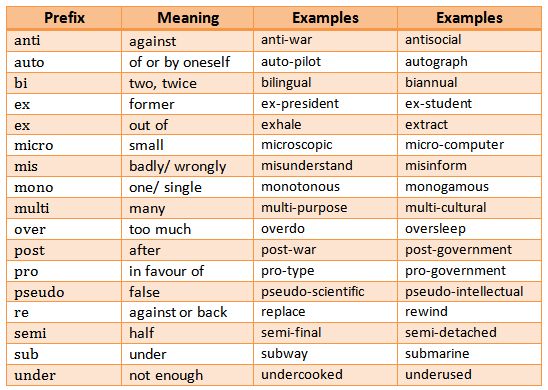 Prefix Meaning Examples Examples
anti against anti-war antisocial
auto of or by oneself auto-pilot autograph
bi two, twice bilingual biannual
ex former ex-president ex-student
ex out of exhale extract
micro small microscopic micro-computer
mis badly/ wrongly misunderstand misinform
mono one/ single monotonous monogamous
multi many multi-purpose multi-cultural
over too much overdo oversleep
post after post-war post-government
pro in favour of pro-type pro-government
pseudo false pseudo-scientific pseudo-intellectual
re against or back replace rewind
semi half semi-final semi-detached
sub under subway submarine
under not enough undercooked underused